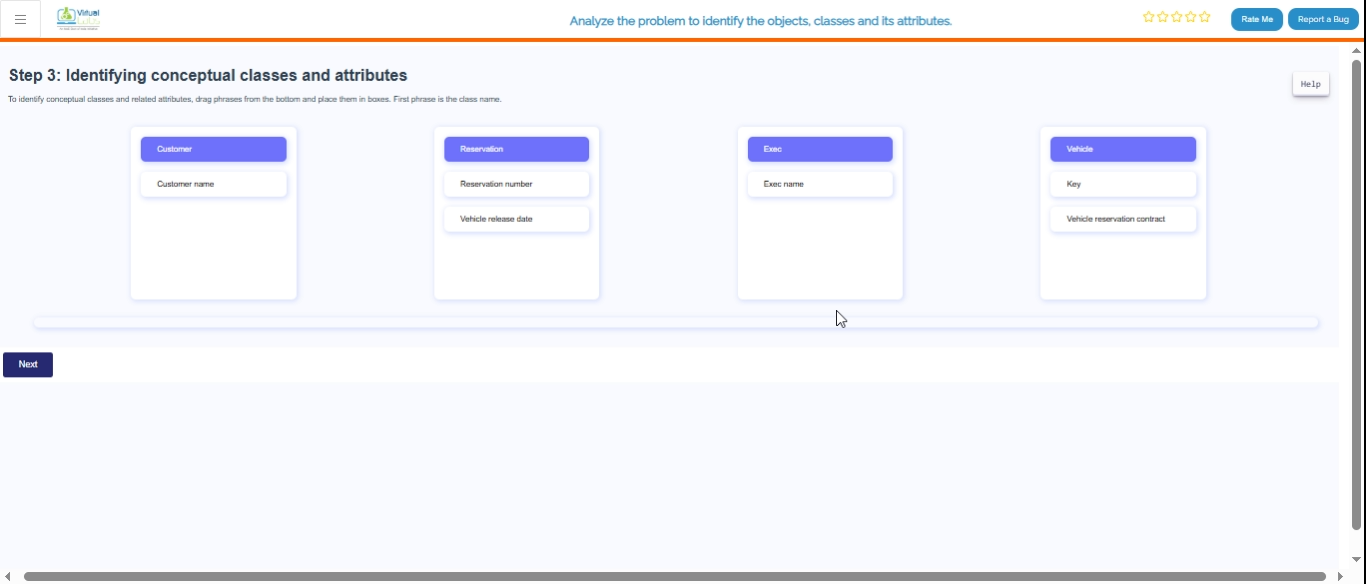 Virtual
Labs
Analyze the problem to identify the objects, classes and its attributes.
Rate Me
Report a Bug
Step 3: Identifying conceptual classes and attributes
Help
To identify conceptual classes and related attributes, drag phrases from the bottom and place them in boxes. First phrase is the class name.
Customer
Customer name
Reservation
Reservation number
Vehicle release date
Exec
Exec name
Vehicle
Key
Vehicle reservation contract
Next